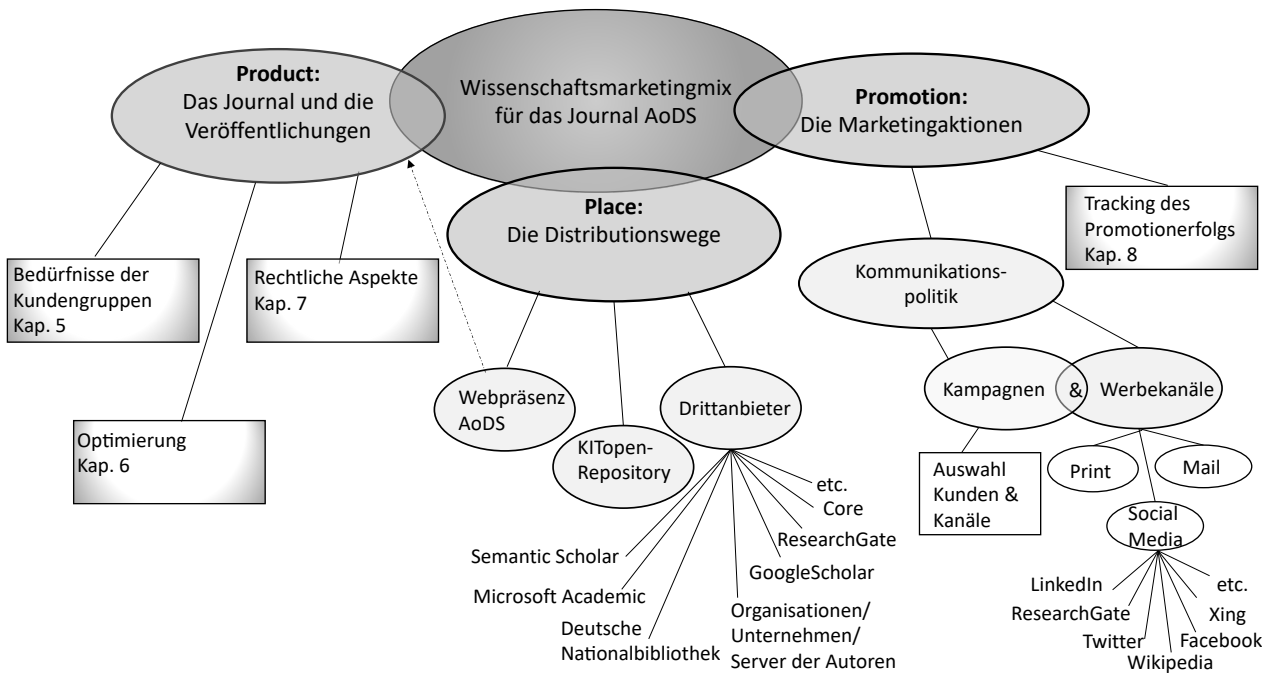 Wissenschaftsmarketingmix
für das Journal AoDS
Product:
Das Journal und die
Veröffentlichungen
Promotion:
Die Marketingaktionen
Place:
Die Distributionswege
Bedürfnisse der
Kundengruppen
Kap. 5
Rechtliche Aspekte
Kap. 7
Optimierung
Kap. 6
Webpräsenz
AoDS
KITopen-
Repository
Drittanbieter
etc.
Core
ResearchGate
GoogleScholar
Organisationen/
Unternehmen/
Server der Autoren
Semantic Scholar
Microsoft Academic
Deutsche
Nationalbibliothek
Tracking des
Promotionerfolgs
Kap. 8
Kommunikations-
politik
Kampagnen
&
Werbekanäle
Auswahl
Kunden &
Kanäle
Print
Mail
Social
Media
LinkedIn
ResearchGate
Twitter
Wikipedia
Facebook
Xing
etc.